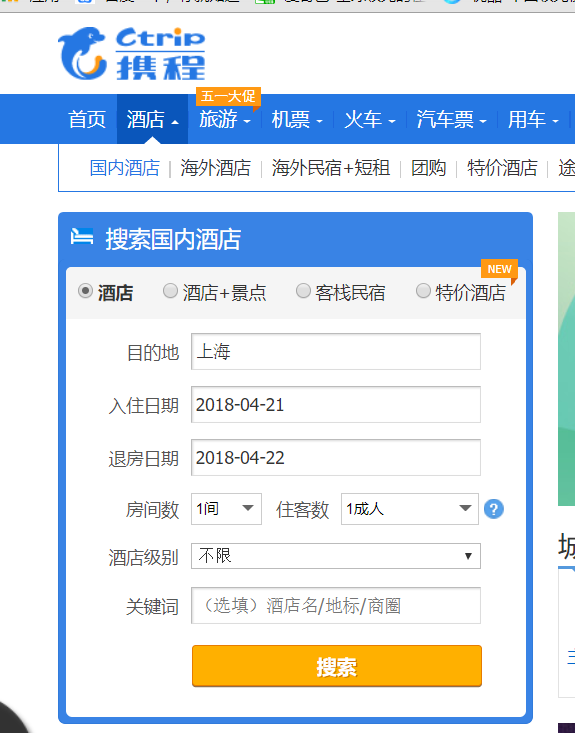 Ctrip
携程
五一大促
首页 酒店 旅游 机票 火车 汽车票 用车
国内酒店 | 海外酒店 | 海外民宿+短租 | 团购 | 特价酒店 | 途
搜索国内酒店
NEW
酒店 酒店+景点 客栈民宿 特价酒店
目的地 上海
入住日期 2018-04-21
退房日期 2018-04-22
房间数 1间 住客数 1成人 ?
酒店级别 不限
关键词 （选填）酒店名/地标/商圈
搜索